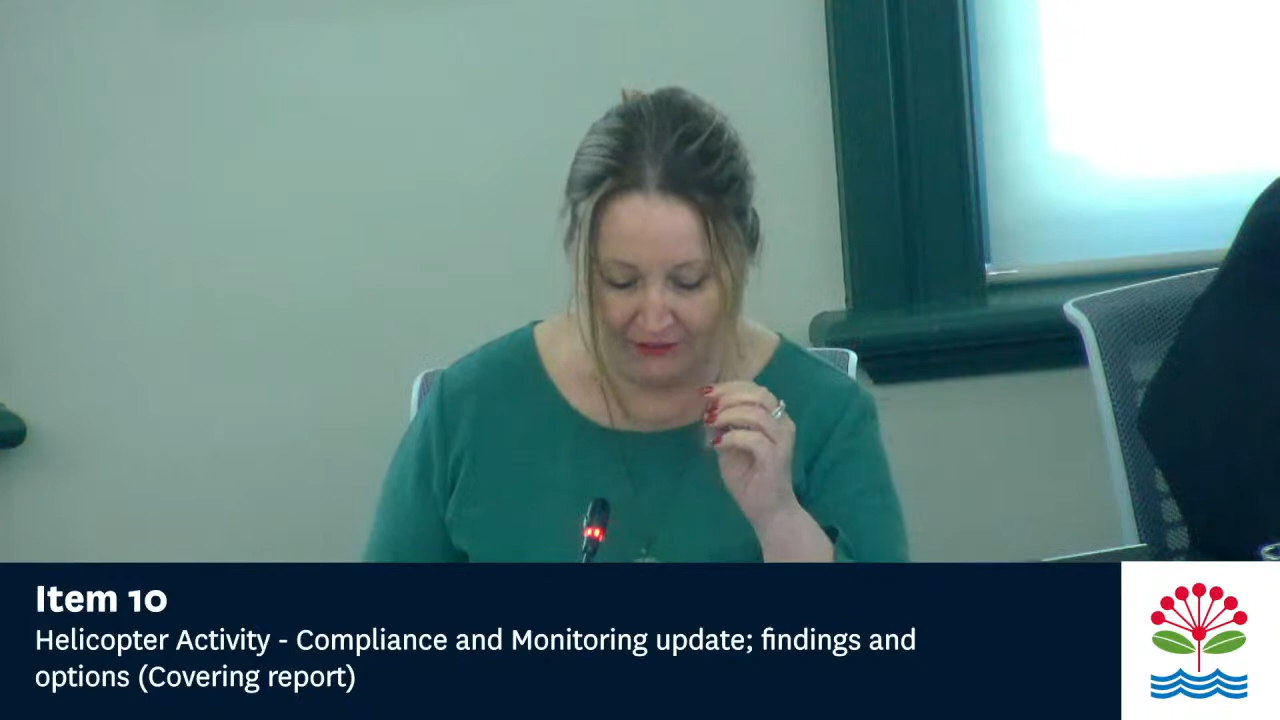 Item 10
Helicopter Activity - Compliance and Monitoring update; findings and
options (Covering report)